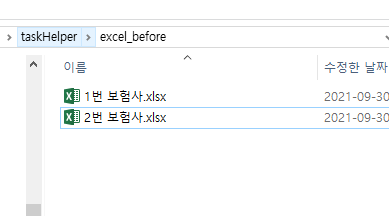 taskHelper excel_before
이름 수정한 날짜
1번 보험사.xlsx 2021-09-30
2번 보험사.xlsx 2021-09-30